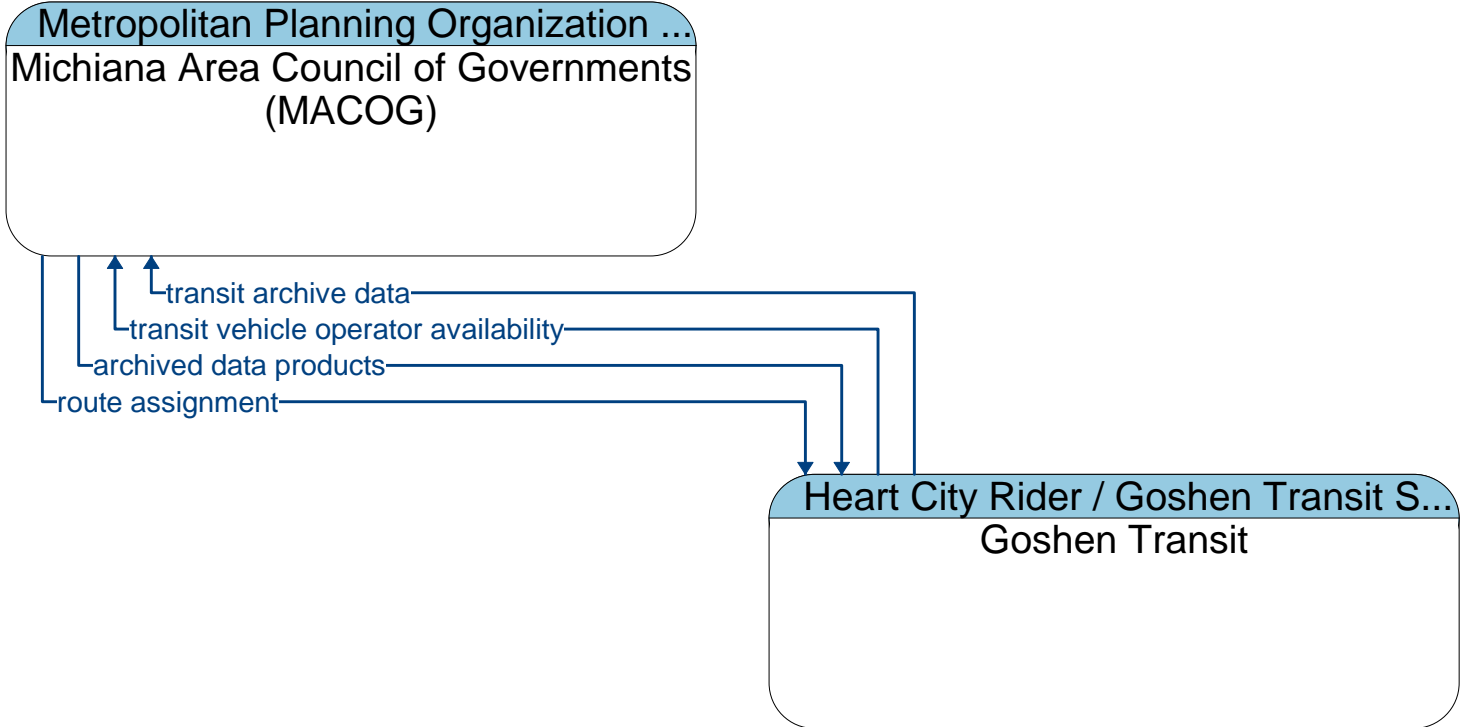 Metropolitan Planning Organization ...
Michiana Area Council of Governments
(MACOG)
transit archive data
transit vehicle operator availability
archived data products
route assignment
Heart City Rider / Goshen Transit S...
Goshen Transit